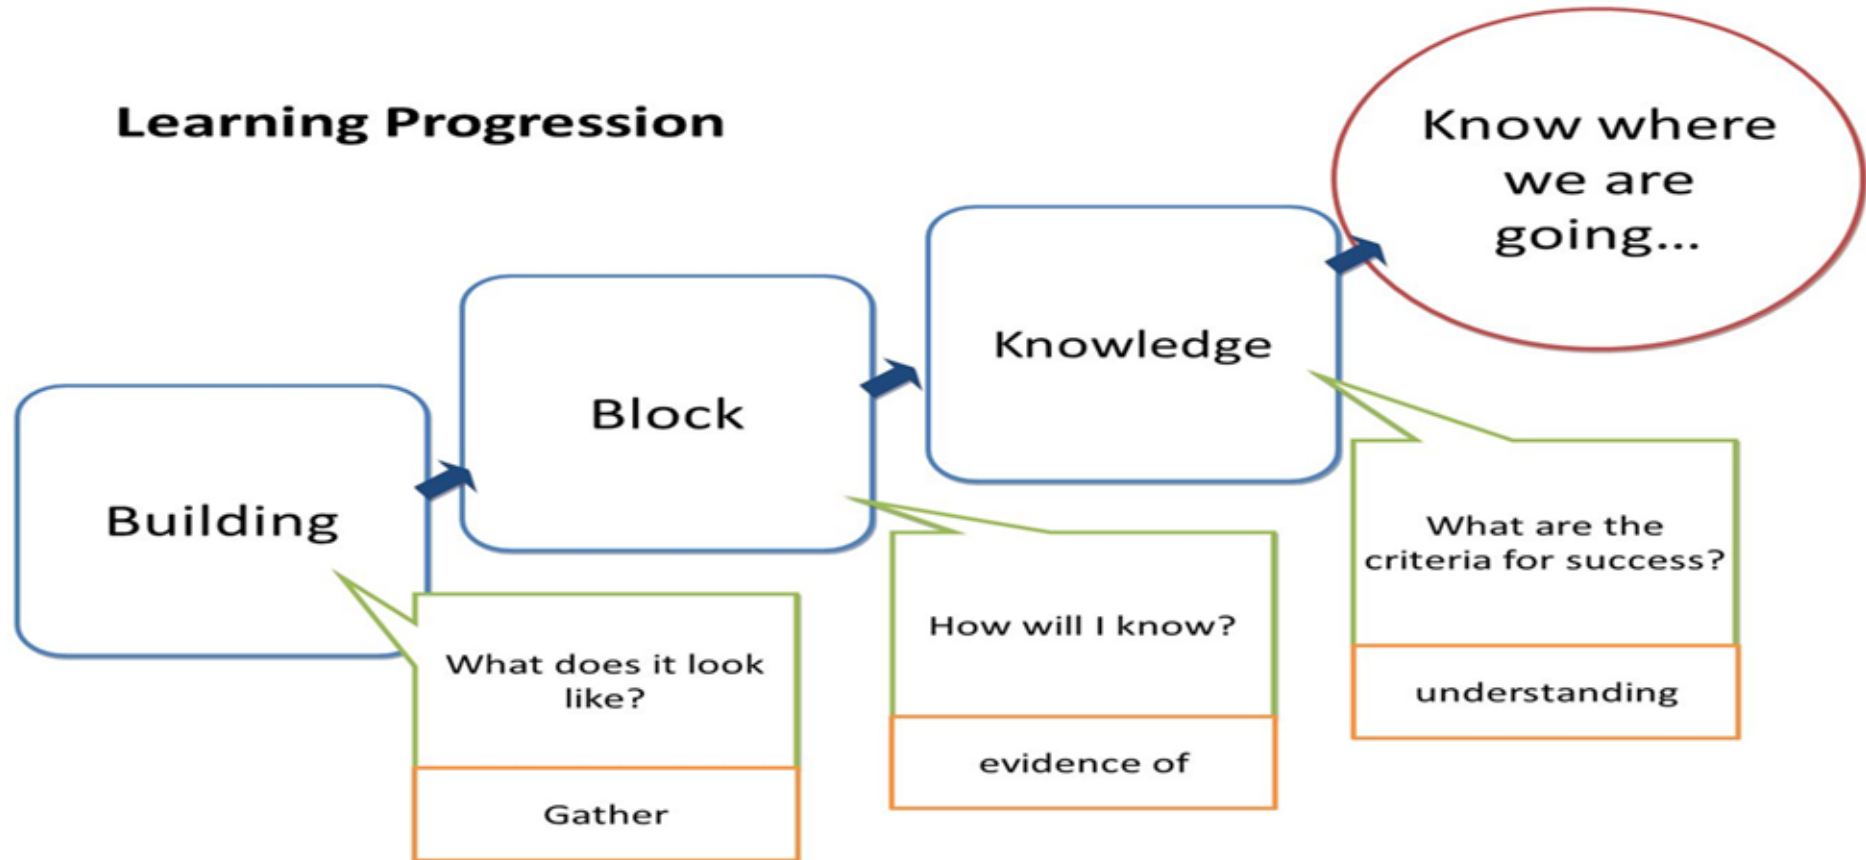 Learning Progression
Know where
we are
going...
Knowledge
Block
Building
What are the
criteria for success?
understanding
How will I know?
evidence of
What does it look
like?
Gather